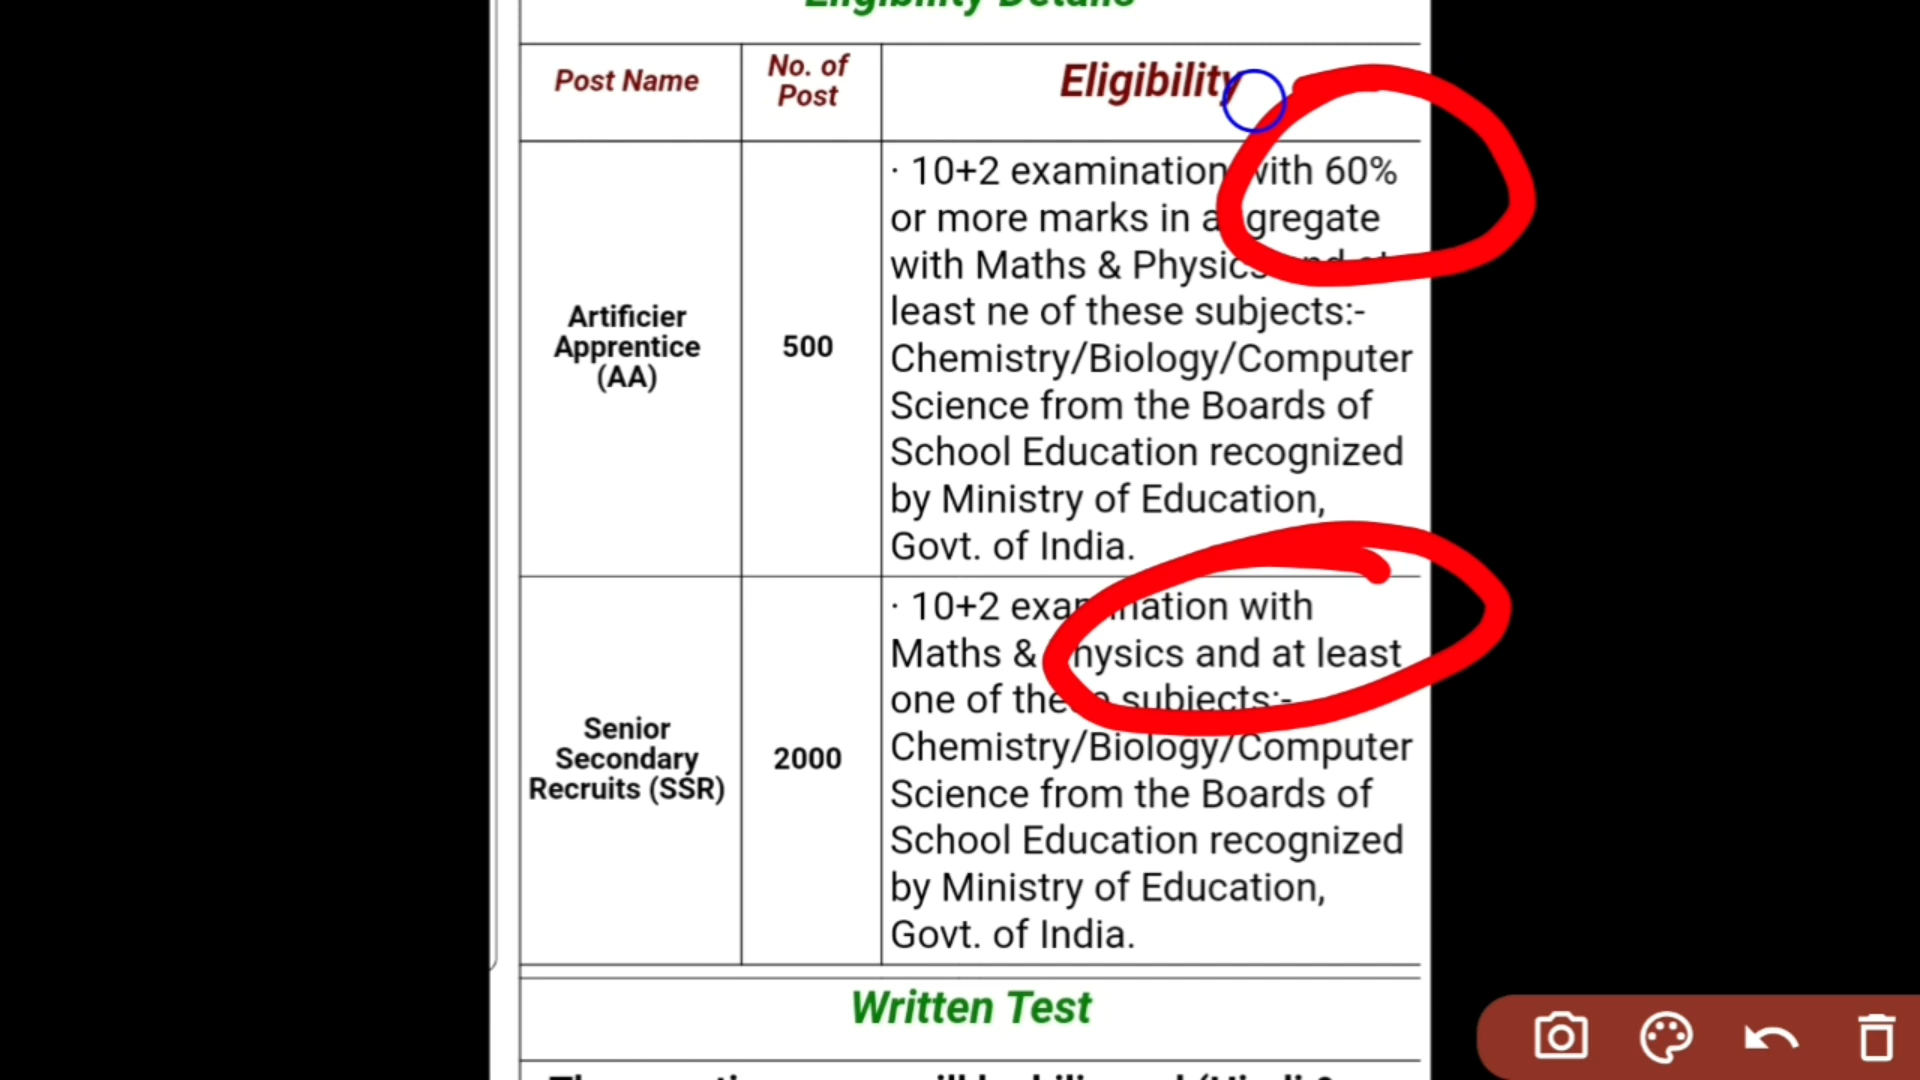 Eligibility Details
Post Name
No. of
Post
Eligibility
Artificier
Apprentice
(AA)
500
· 10+2 examination with 60%
or more marks in aggregate
with Maths & Physics and at
least ne of these subjects:-
Chemistry/Biology/Computer
Science from the Boards of
School Education recognized
by Ministry of Education,
Govt. of India.
Senior
Secondary
Recruits (SSR)
2000
· 10+2 examination with
Maths & Physics and at least
one of these subjects:-
Chemistry/Biology/Computer
Science from the Boards of
School Education recognized
by Ministry of Education,
Govt. of India.
Written Test